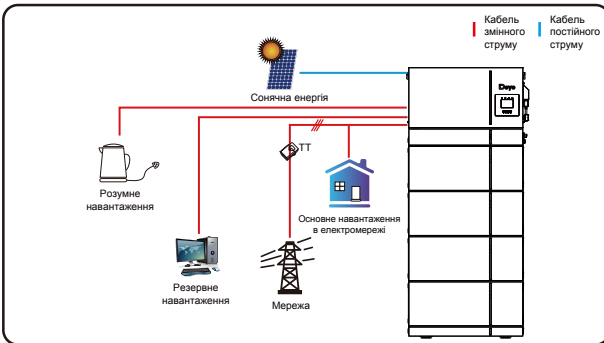 Кабель
змінного
струму
Кабель
постійного
струму
Deye
Сонячна енергія
ТТ
Розумне
навантаження
Основне навантаження
в електромережі
Резервне
навантаження
Мережа